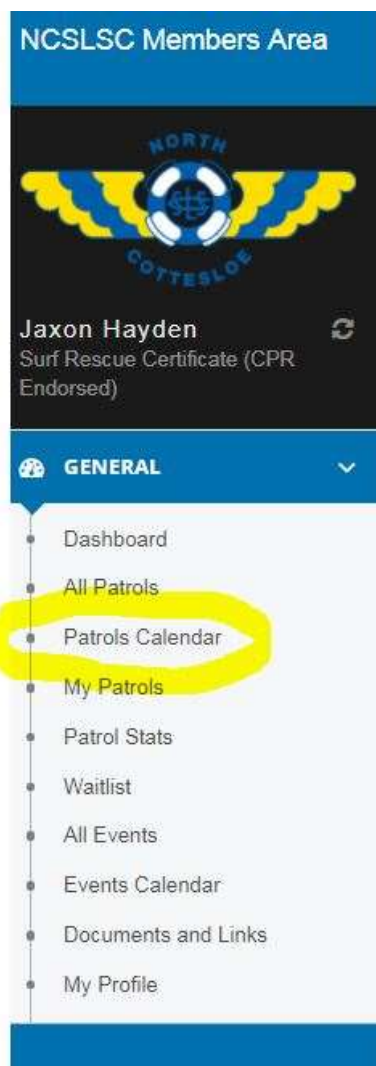 NCSLSC Members Area
NORTH
SLSC
COTTESLOE
Jaxon Hayden
Surf Rescue Certificate (CPR
Endorsed)
GENERAL
Dashboard
All Patrols
Patrols Calendar
My Patrols
Patrol Stats
Waitlist
All Events
Events Calendar
Documents and Links
My Profile